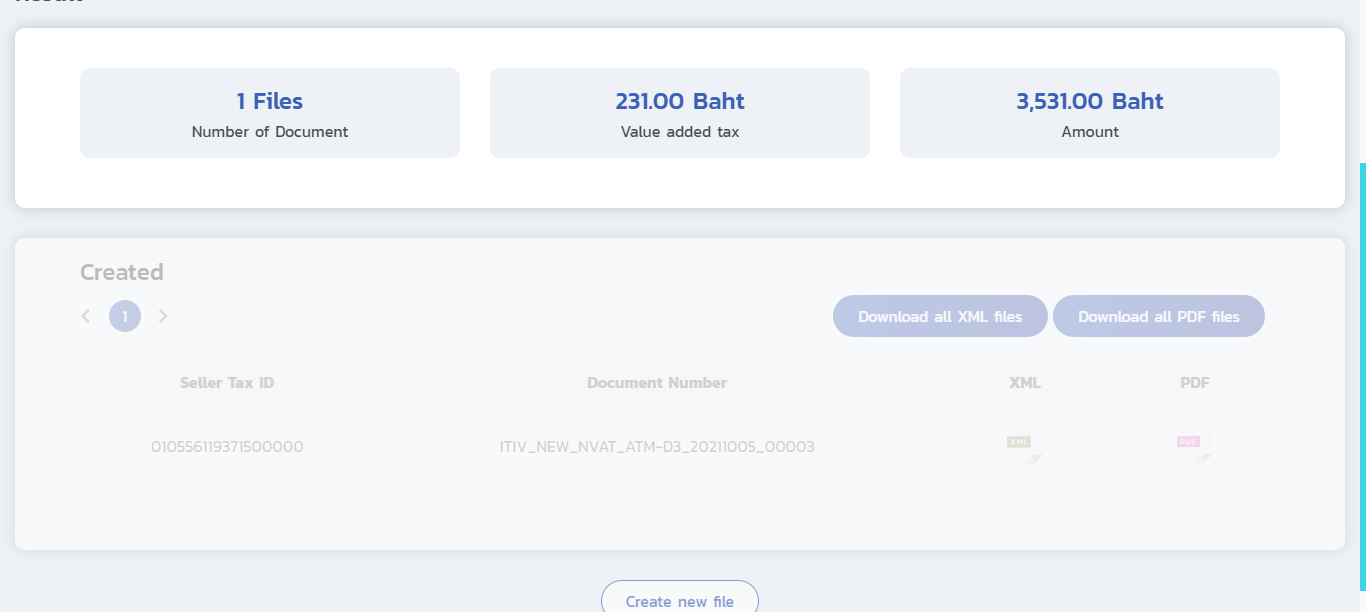 1 Files
Number of Document
231.00 Baht
Value added tax
3,531.00 Baht
Amount
Created
1
Download all XML files
Download all PDF files
Seller Tax ID
Document Number
XML
PDF
010556119371500000
ITIV_NEW_NVAT_ATM-D3_20211005_00003
XML
PDF
Create new file